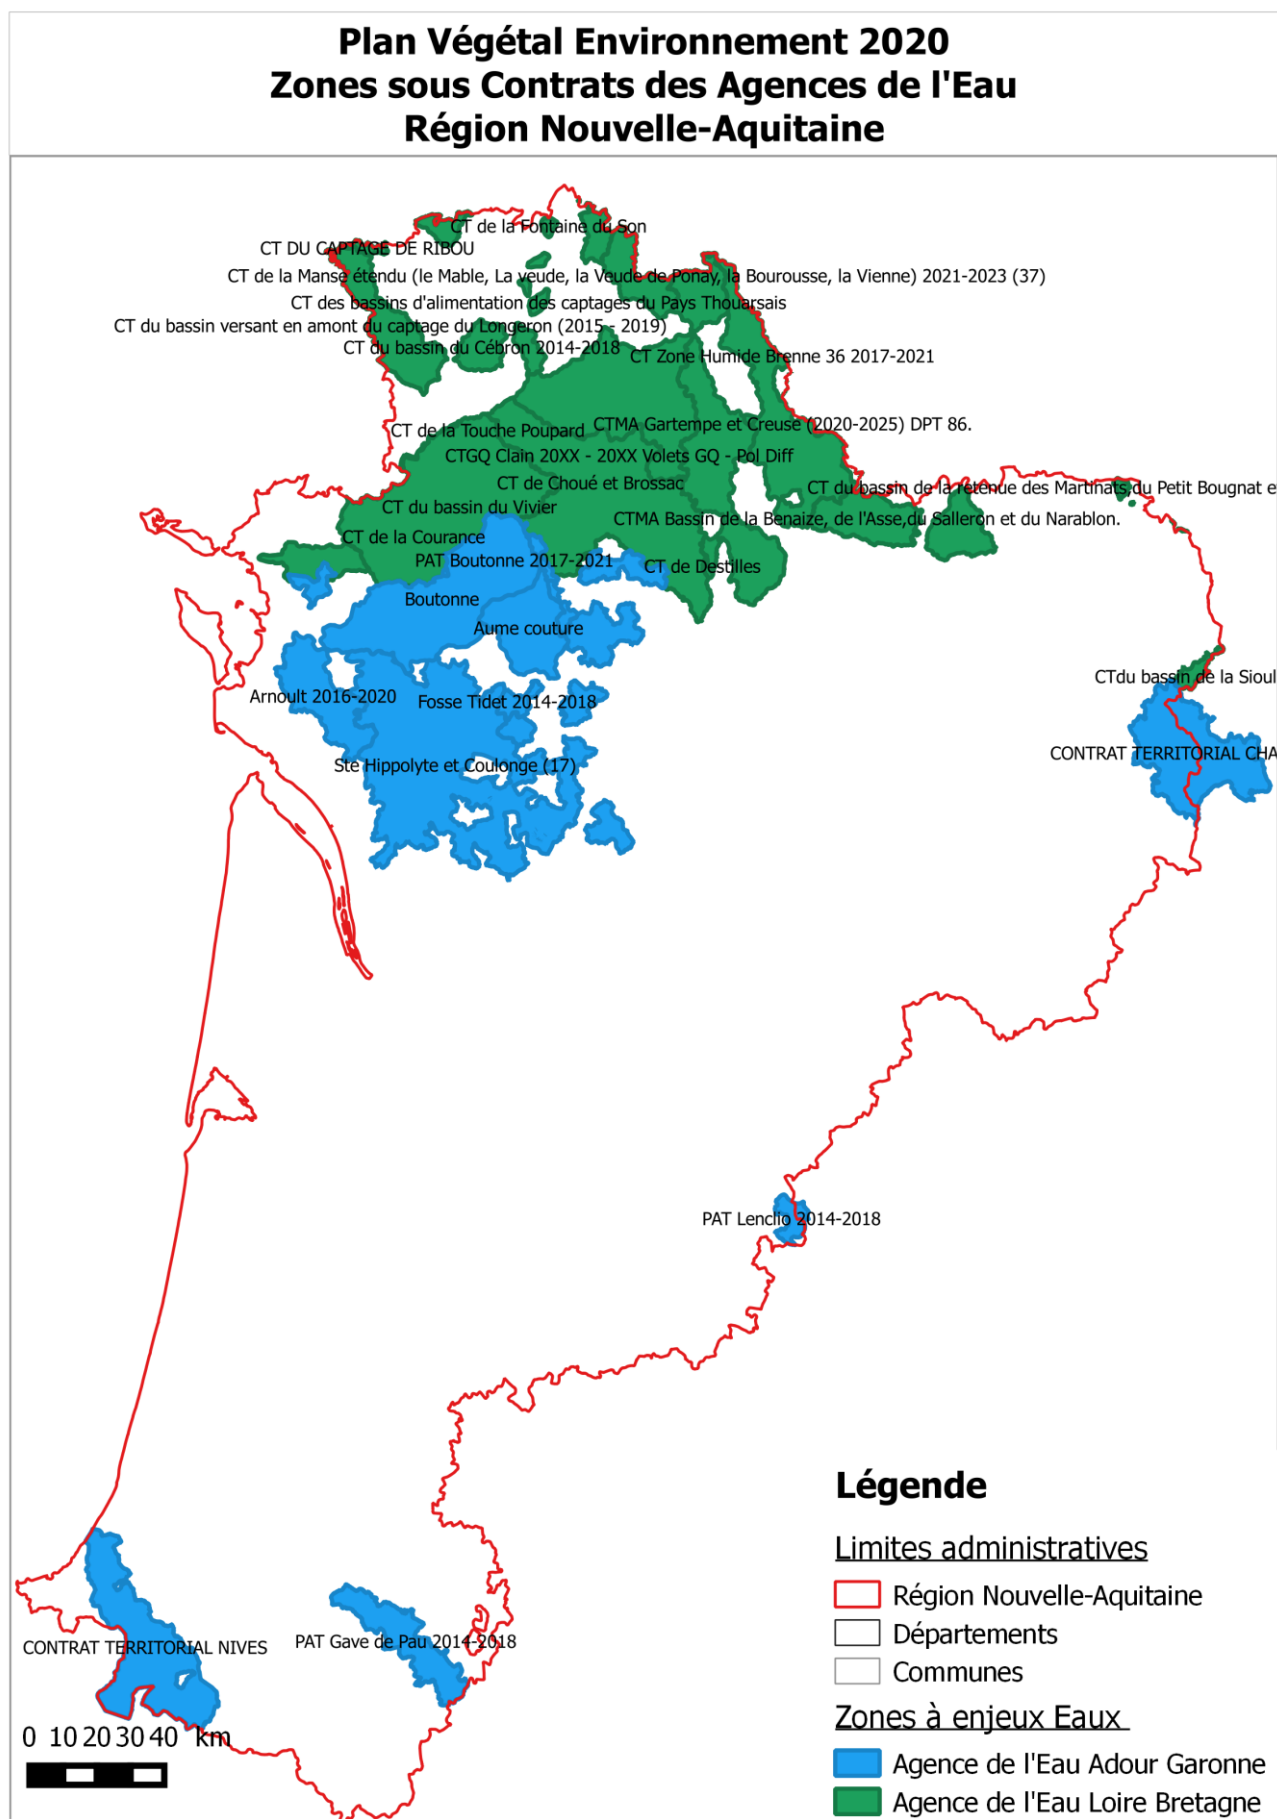 Plan Végétal Environnement 2020
Zones sous Contrats des Agences de l'Eau
Région Nouvelle-Aquitaine
CT de la Fontaine du Son
CT DU CAPTAGE DE RIBOU
CT de la Manse étendu (le Mable, La veude, la Veude de Ponay, la Bourousse, la Vienne) 2021-2023 (37)
CT des bassins d'alimentation des captages du Pays Thouarsais
CT du bassin versant en amont du captage du Longeron (2015 - 2019)
CT du bassin du Cébron 2014-2018
CT Zone Humide Brenne 36 2017-2021
CTMA Gartempe et Creuse (2020-2025) DPT 86.
CT de la Touche Poupard
CTGQ Clain 20XX - 20XX Volets GQ - Pol Diff
CT de Choué et Brossac
CT du bassin de la retenue des Martinats,du Petit Bougnat e
CT du bassin du Vivier
CTMA Bassin de la Benaize, de l'Asse,du Salleron et du Narablon.
CT de la Courance
PAT Boutonne 2017-2021
CT de Destilles
Boutonne
Aume couture
CTdu bassin de la Sioul
Arnoult 2016-2020
Fosse Tidet 2014-2018
CONTRAT TERRITORIAL CHA
Ste Hippolyte et Coulonge (17)
PAT Lenclio 2014-2018
CONTRAT TERRITORIAL NIVES
PAT Gave de Pau 2014-2018
0 10 20 30 40 km
Légende
Limites administratives
Région Nouvelle-Aquitaine
Départements
Communes
Zones à enjeux Eaux
Agence de l'Eau Adour Garonne
Agence de l'Eau Loire Bretagne